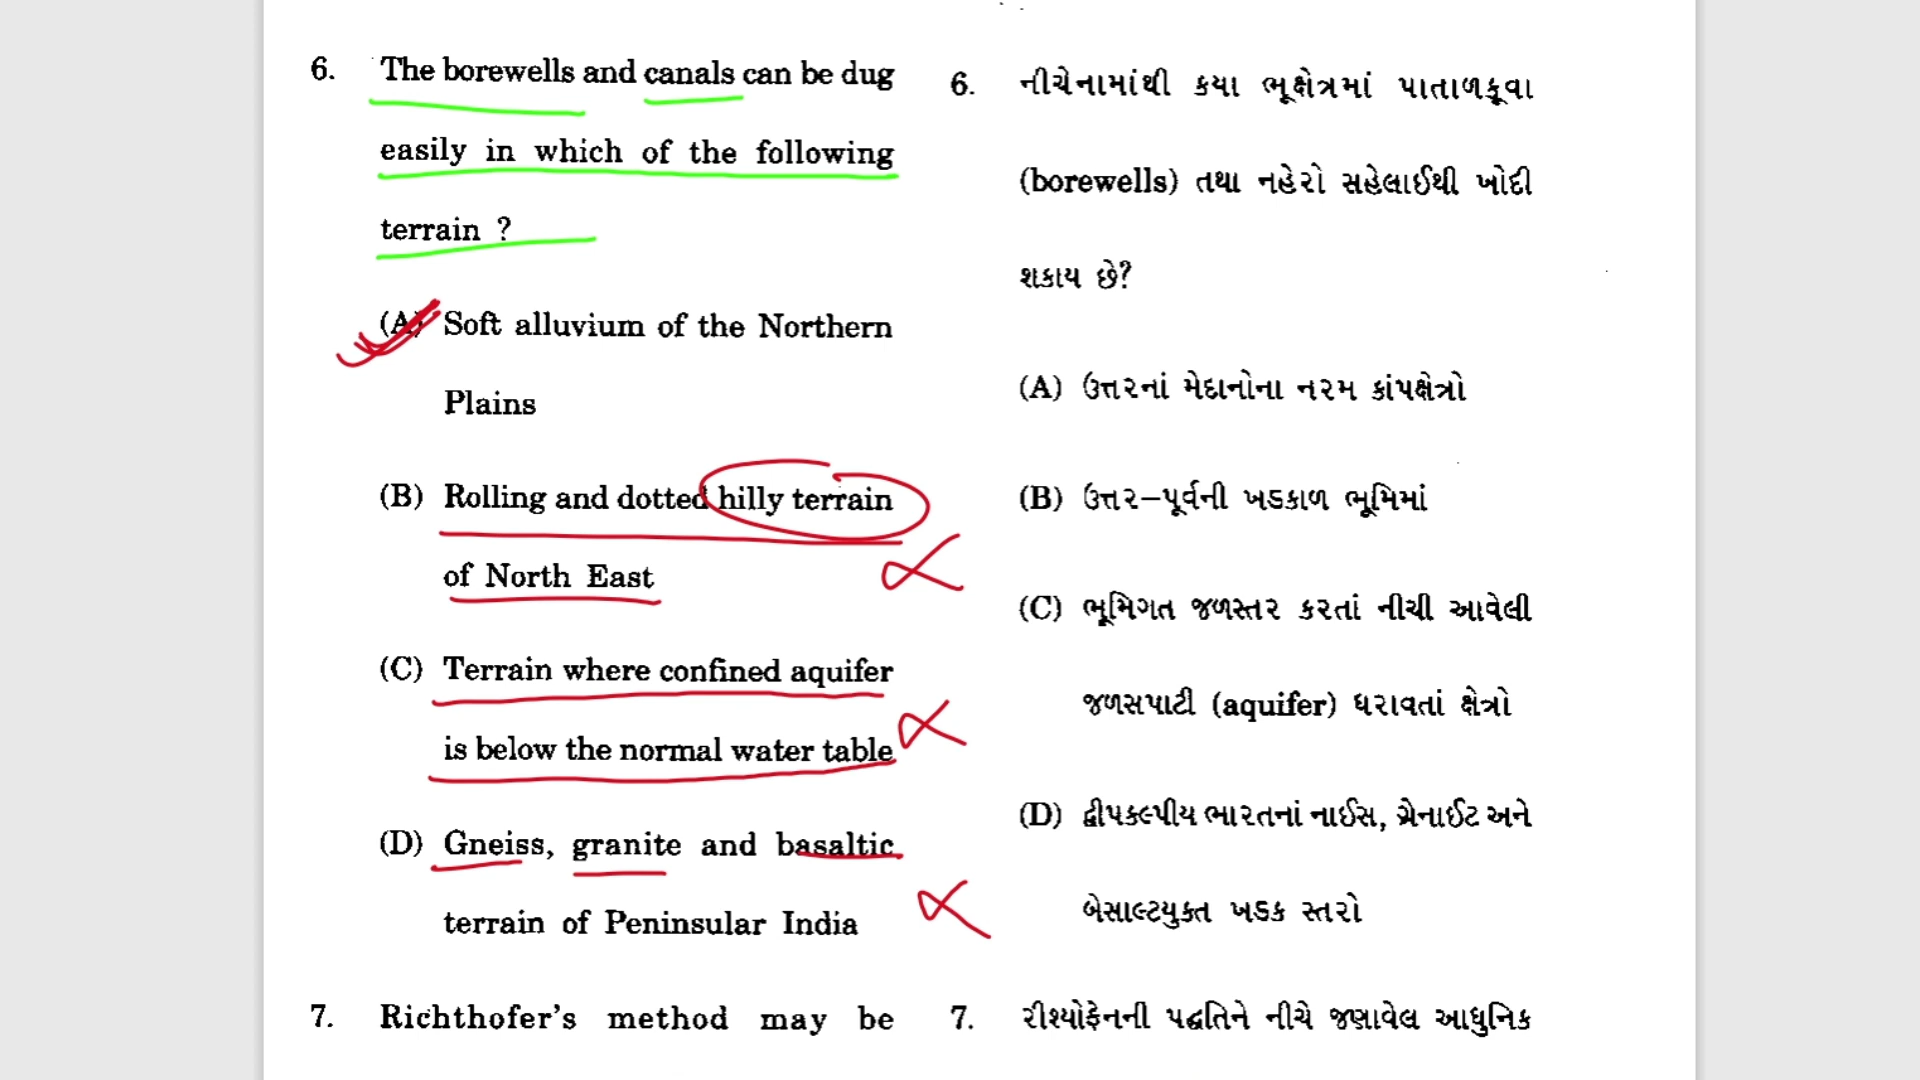 6. The borewells and canals can be dug
easily in which of the following
terrain ?
(A) Soft alluvium of the Northern
Plains
(B) Rolling and dotted hilly terrain
of North East
(C) Terrain where confined aquifer
is below the normal water table
(D) Gneiss, granite and basaltic
terrain of Peninsular India
7. Richthofer's method may be
6. નીચેનામાંથી કયા ભૂક્ષેત્રમાં પાતાળકૂવા
(borewells) તથા નહેરો સહેલાઈથી ખોદી
શકાય છે?
(A) ઉત્તરનાં મેદાનોના નરમ કાંપક્ષેત્રો
(B) ઉત્તર–પૂર્વની ખડકાળ ભૂમિમાં
(C) ભૂમિગત જળસ્તર કરતાં નીચી આવેલી
જળસપાટી (aquifer) ધરાવતાં ક્ષેત્રો
(D) દ્વીપકલ્પીય ભારતનાં નાઈસ, ગ્રેનાઈટ અને
બેસાલ્ટયુક્ત ખડક સ્તરો
7. રીશ્યોફેનની પદ્ધતિને નીચે જણાવેલ આધુનિક